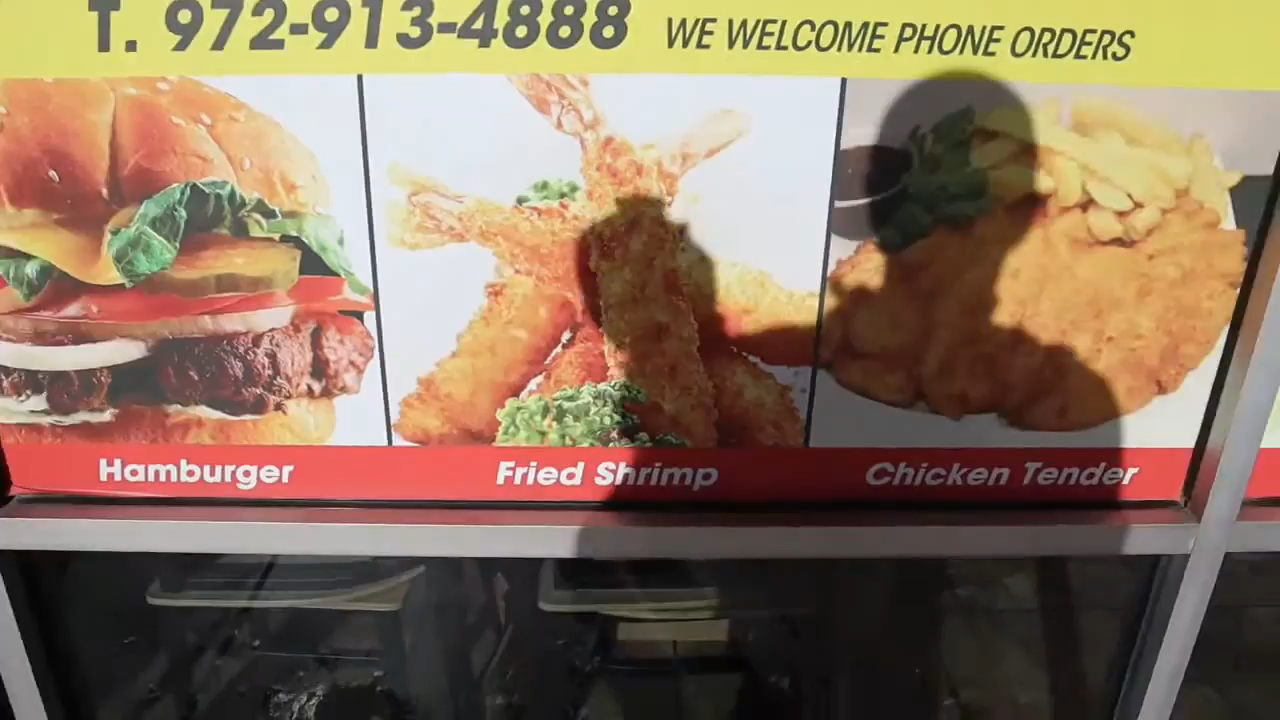 T. 972-913-4888 WE WELCOME PHONE ORDERS
Hamburger
Fried Shrimp
Chicken Tender